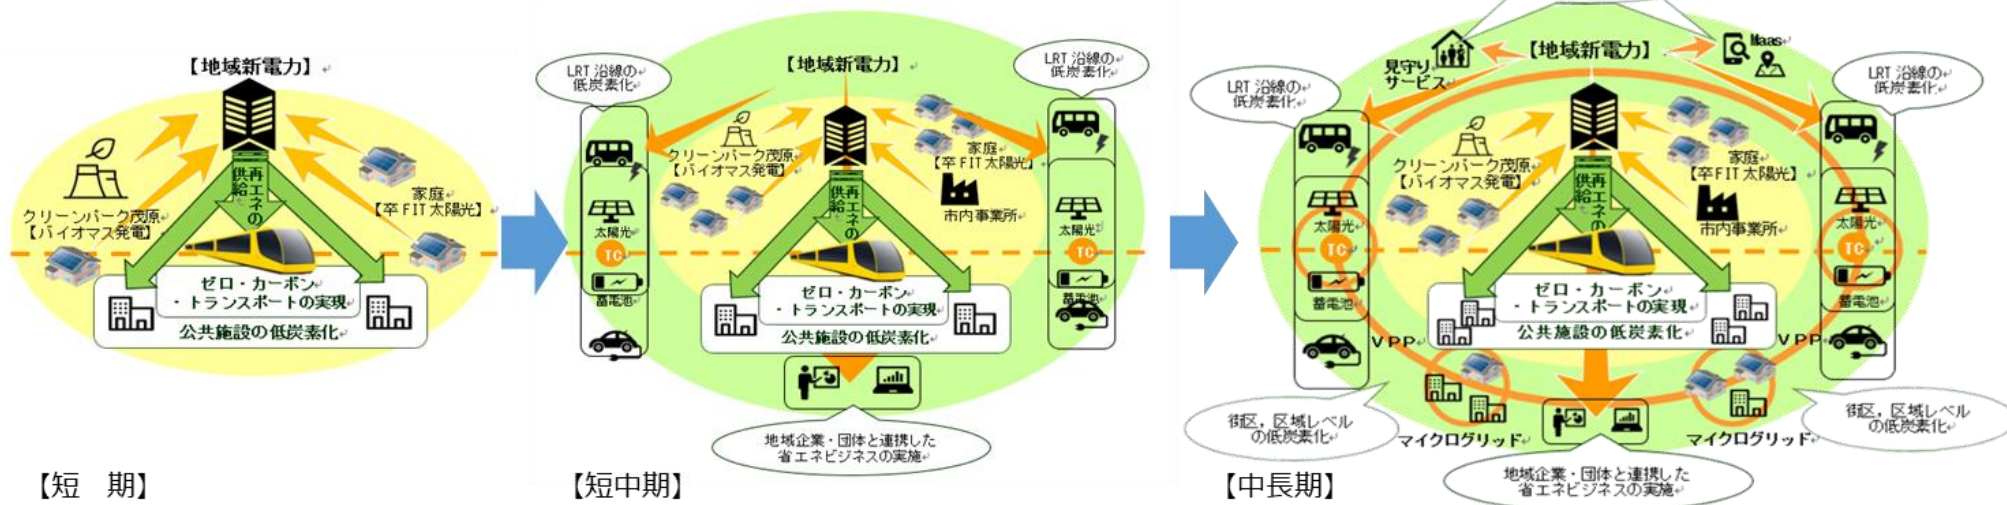 【地域新電力】
クリーンパーク茂原
【バイオマス発電】
家庭
【卒FIT太陽光】
再エネの
供給
ゼロ・カーボン
・トランスポートの実現
公共施設の低炭素化
【短　期】
LRT沿線の
低炭素化
【地域新電力】
LRT沿線の
低炭素化
クリーンパーク茂原
【バイオマス発電】
家庭
【卒FIT太陽光】
市内事業所
再エネの
供給
太陽光
TC
蓄電池
太陽光
TC
蓄電池
ゼロ・カーボン
・トランスポートの実現
公共施設の低炭素化
地域企業・団体と連携した
省エネビジネスの実施
【短中期】
LRT沿線の
低炭素化
見守り
サービス
【地域新電力】
Maas
LRT沿線の
低炭素化
クリーンパーク茂原
【バイオマス発電】
家庭
【卒FIT太陽光】
市内事業所
再エネの
供給
太陽光
TC
蓄電池
太陽光
TC
蓄電池
ゼロ・カーボン
・トランスポートの実現
公共施設の低炭素化
VPP
VPP
街区，区域レベル
の低炭素化
マイクログリッド
マイクログリッド
街区，区域レベル
の低炭素化
地域企業・団体と連携した
省エネビジネスの実施
【中長期】